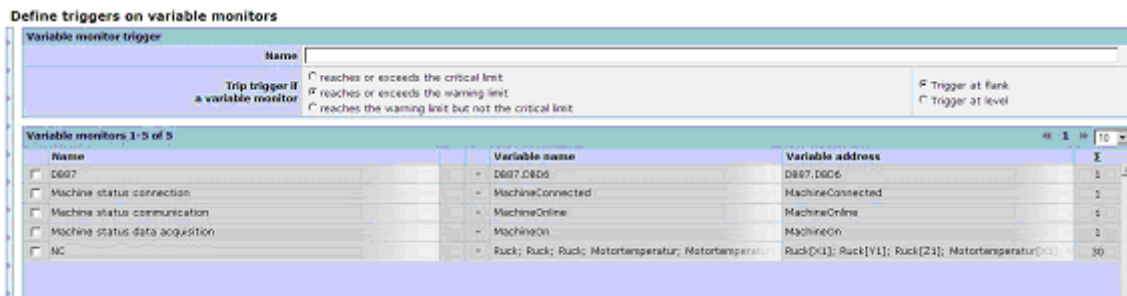 Define triggers on variable monitors
Variable monitor trigger
Name
Trip trigger if a variable monitor
reaches or exceeds the critical limit
reaches or exceeds the warning limit
reaches the warning limit but not the critical limit
Trigger at flank
Trigger at level
Variable monitors 1-5 of 5 1 10
Name Variable name Variable address Σ
DB87 - DB87.DBD6 DB87.DBD6 1
Machine status connection - MachineConnected MachineConnected 1
Machine status communication - MachineOnline MachineOnline 1
Machine status data acquisition - MachineOn MachineOn 1
NC - Ruck; Ruck; Ruck; Motortemperatur; Motortemperatu Ruck[X1]; Ruck[Y1]; Ruck[Z1]; Motortemperatur[X1]; 30